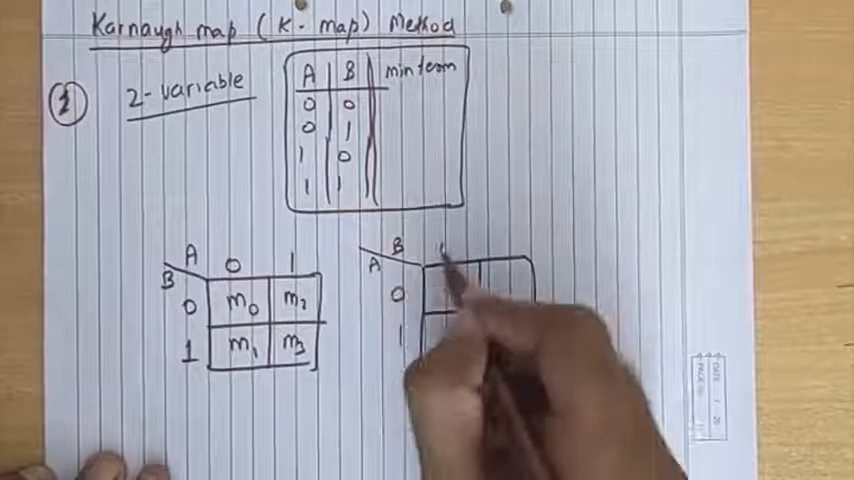 Karnaugh map (K - map) Method
1 2-variable
A B minterm
0 0
0 1
1 0
1 1
A 0 1
B
0 m0 m2
1 m1 m3
B
A
0
1